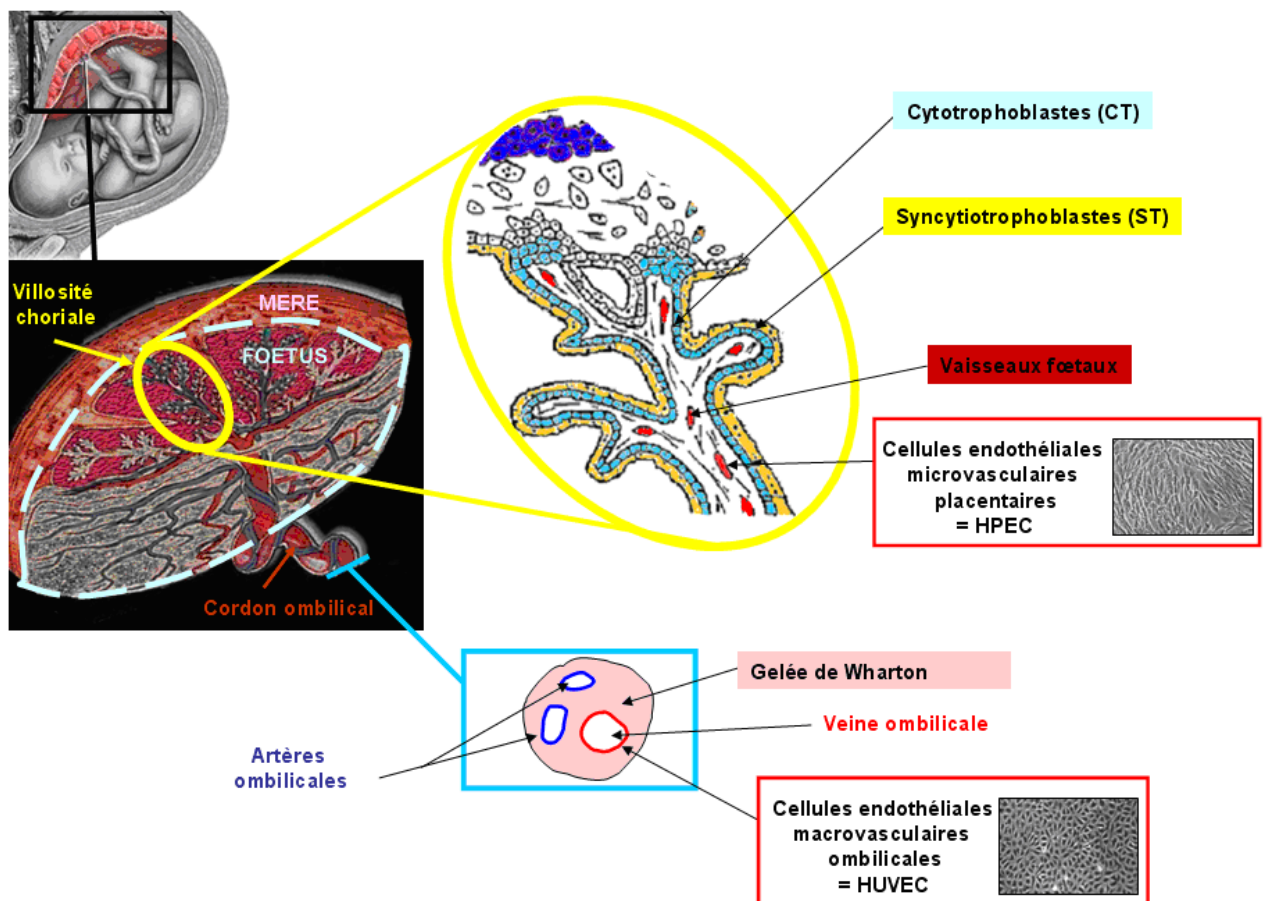 Cytotrophoblastes (CT)
Syncytiotrophoblastes (ST)
Villosité
choriale
MERE
FOETUS
Vaisseaux fœtaux
Cellules endothéliales
microvasculaires
placentaires
= HPEC
Cordon ombilical
Gelée de Wharton
Veine ombilicale
Artères
ombilicales
Cellules endothéliales
macrovasculaires
ombilicales
= HUVEC